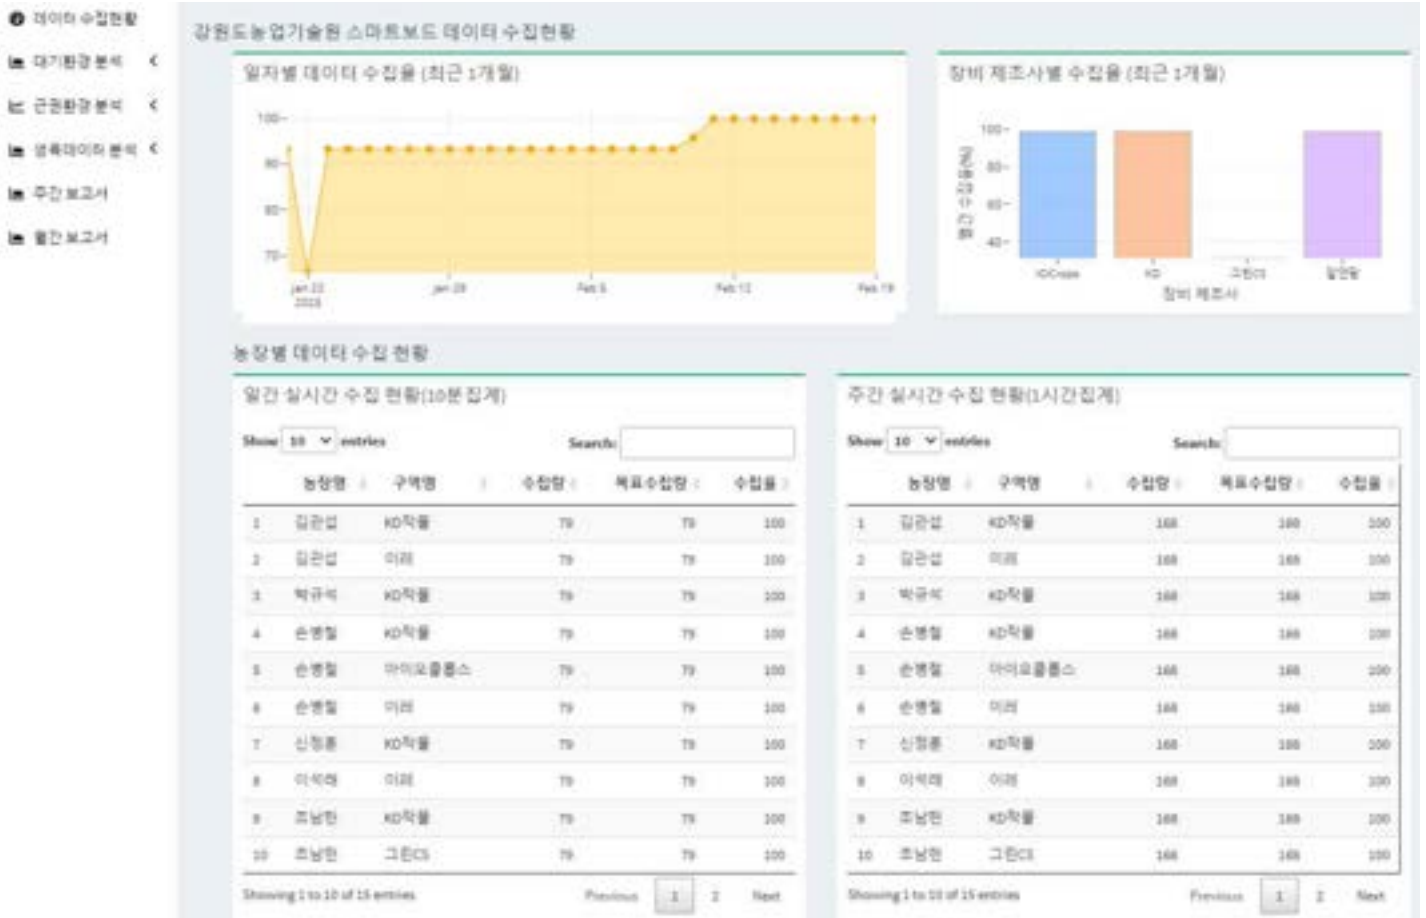 데이터 수집현황
대기환경 분석
근권환경 분석
생육데이터 분석
주간 보고서
월간 보고서
강원도농업기술원 스마트보드 데이터 수집현황
일자별 데이터 수집율 (최근 1개월)
100
90
80
70
Jan 22
2023
Jan 29
Feb 5
Feb 12
Feb 19
장비 제조사별 수집율 (최근 1개월)
월간 수집율(%)
100
80
60
40
KD
그린CS
장비 제조사
농장별 데이터 수집 현황
일간 실시간 수집 현황(10분집계)
Show 10 entries Search:
농장명 구역명 수집량 목표수집량 수집율
1 김관섭 KD작물 79 79 100
2 김관섭 이레 79 79 100
3 박규석 KD작물 79 79 100
4 손병철 KD작물 79 79 100
5 손병철 아이오크롭스 79 79 100
6 손병철 이레 79 79 100
7 신정훈 KD작물 79 79 100
8 이석래 이레 79 79 100
9 조남현 KD작물 79 79 100
10 조남현 그린CS 79 79 100
Showing 1 to 10 of 15 entries Previous 1 2 Next
주간 실시간 수집 현황(1시간집계)
Show 10 entries Search:
농장명 구역명 수집량 목표수집량 수집율
1 김관섭 KD작물 168 168 100
2 김관섭 이레 168 168 100
3 박규석 KD작물 168 168 100
4 손병철 KD작물 168 168 100
5 손병철 아이오크롭스 168 168 100
6 손병철 이레 168 168 100
7 신정훈 KD작물 168 168 100
8 이석래 이레 168 168 100
9 조남현 KD작물 168 168 100
10 조남현 그린CS 168 168 100
Showing 1 to 10 of 15 entries Previous 1 2 Next